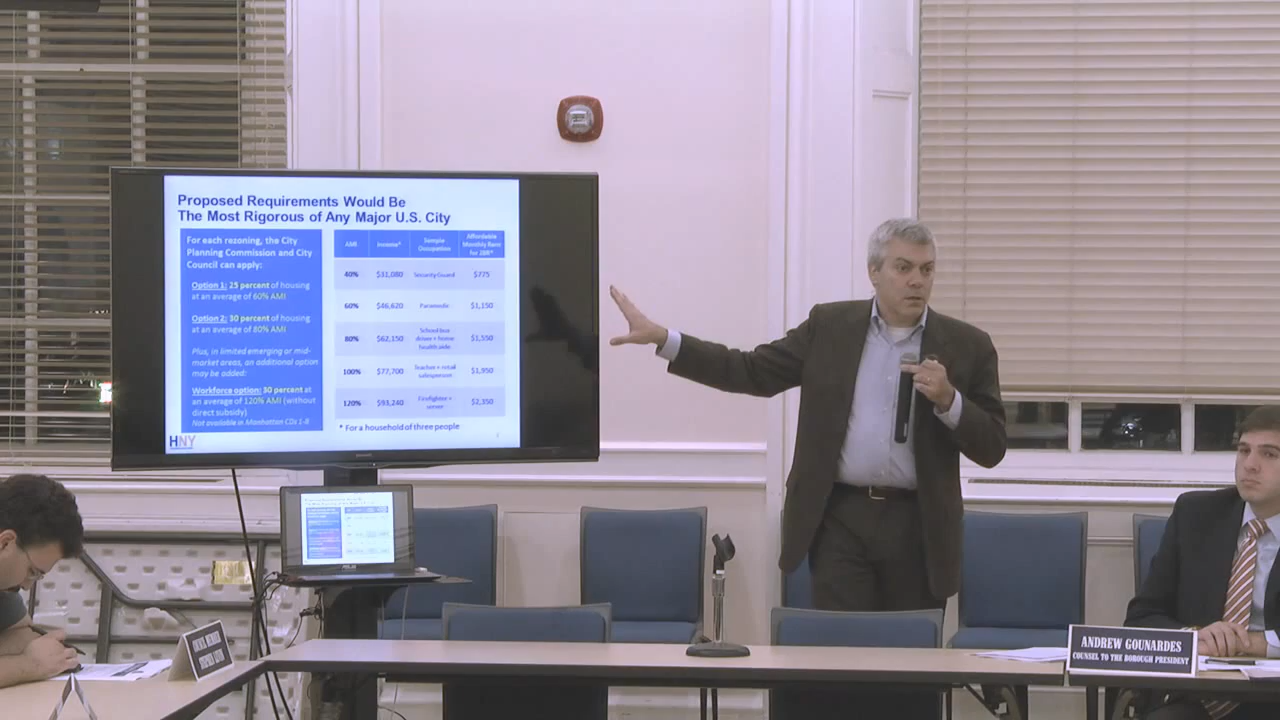 Proposed Requirements Would Be
The Most Rigorous of Any Major U.S. City
For each rezoning, the City
Planning Commission and City
Council can apply:
Option 1: 25 percent of housing
at an average of 60% AMI
Option 2: 30 percent of housing
at an average of 80% AMI
Plus, in limited emerging or mid-
market areas, an additional option
may be added:
Workforce option: 30 percent at
an average of 120% AMI (without
direct subsidy)
Not available in Manhattan CDs 1-8
AMI Income* Sample Occupation Affordable Monthly Rent for 2BR*
40% $31,080 Security Guard $775
60% $46,620 Paramedic $1,150
80% $62,150 School bus driver + home health aide $1,550
100% $77,700 Teacher + retail salesperson $1,950
120% $93,240 Firefighter + server $2,350
* For a household of three people
HNY
COUNCIL MEMBER
STEPHEN LEVIN
ANDREW GOUNARDES
COUNSEL TO THE BOROUGH PRESIDENT